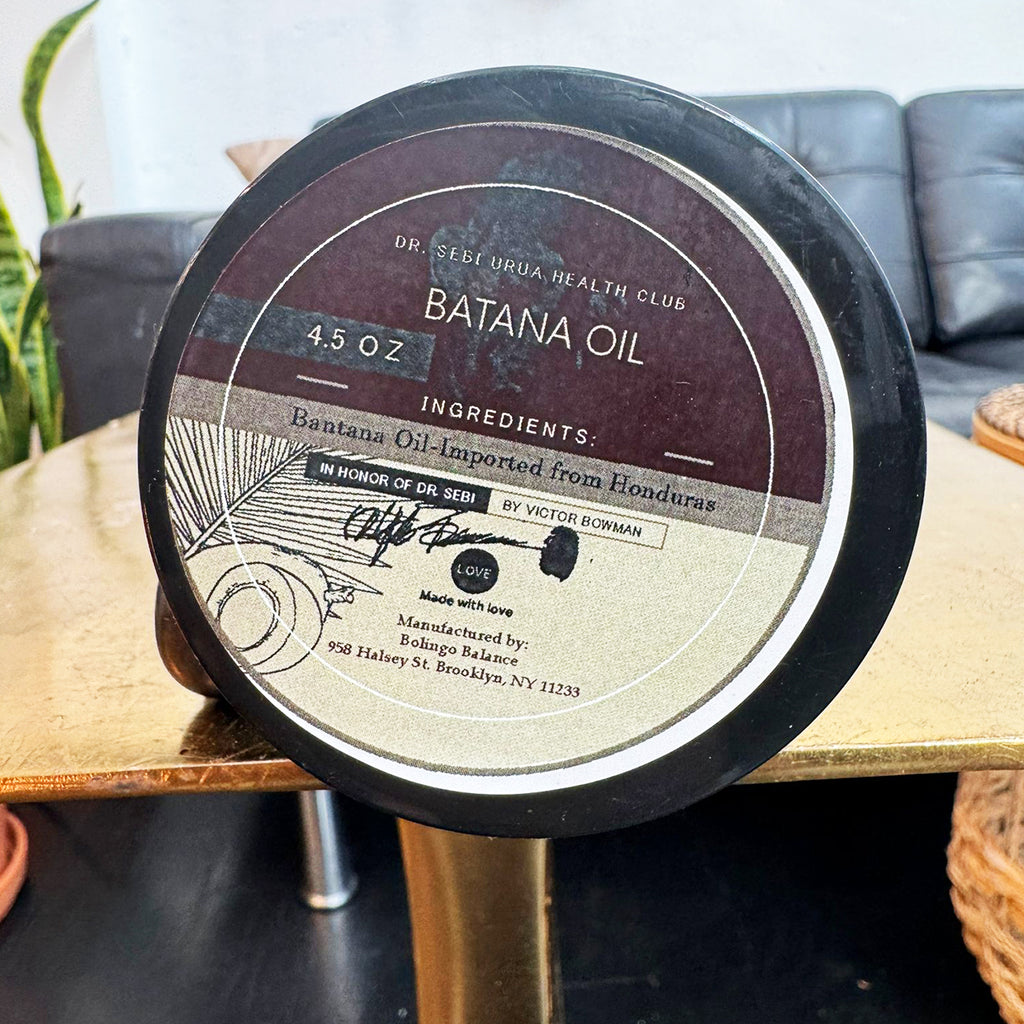 DR. SEBI URUA HEALTH CLUB
BATANA OIL
4.5 OZ
INGREDIENTS:
Bantana Oil-Imported from Honduras
IN HONOR OF DR. SEBI
BY VICTOR BOWMAN
LOVE
Made with love
Manufactured by:
Bolingo Balance
958 Halsey St. Brooklyn, NY 11233